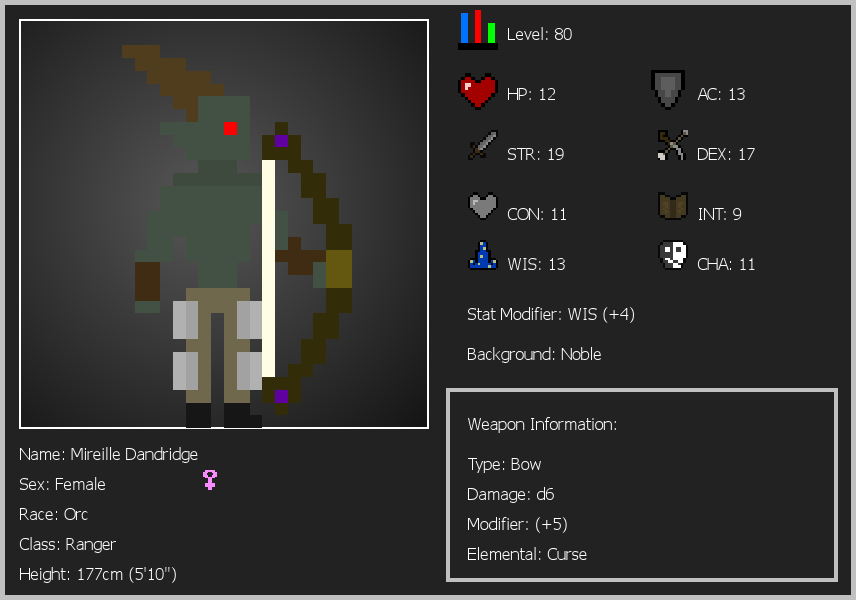 Level: 80
HP: 12
AC: 13
STR: 19
DEX: 17
CON: 11
INT: 9
WIS: 13
CHA: 11
Stat Modifier: WIS (+4)
Background: Noble
Weapon Information:
Type: Bow
Damage: d6
Modifier: (+5)
Elemental: Curse
Name: Mireille Dandridge
Sex: Female
Race: Orc
Class: Ranger
Height: 177cm (5'10")